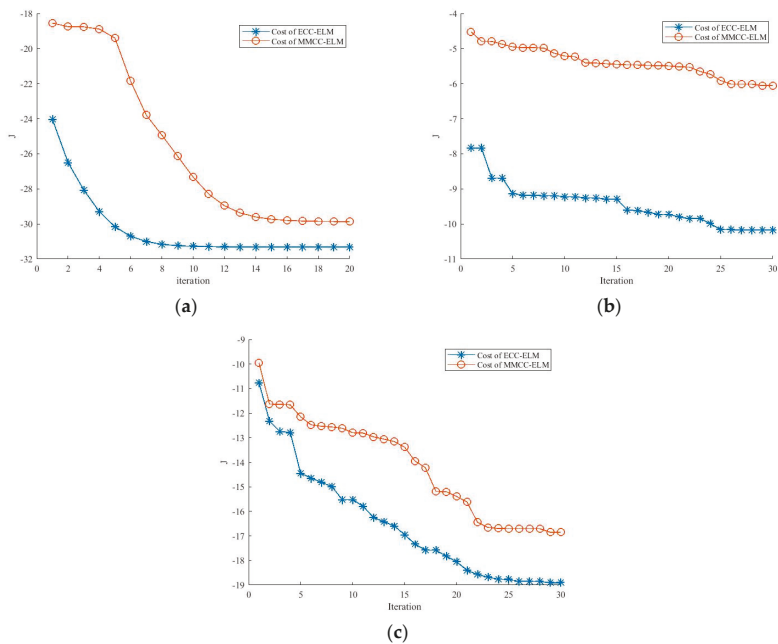 -18
-20
-22
-24
-26
-28
-30
-32
J
0 2 4 6 8 10 12 14 16 18 20
iteration
Cost of ECC-ELM
Cost of MMCC-ELM
(a)
-4
-5
-6
-7
-8
-9
-10
-11
J
0 5 10 15 20 25 30
Iteration
Cost of ECC-ELM
Cost of MMCC-ELM
(b)
-9
-10
-11
-12
-13
-14
-15
-16
-17
-18
-19
J
0 5 10 15 20 25 30
Iteration
Cost of ECC-ELM
Cost of MMCC-ELM
(c)